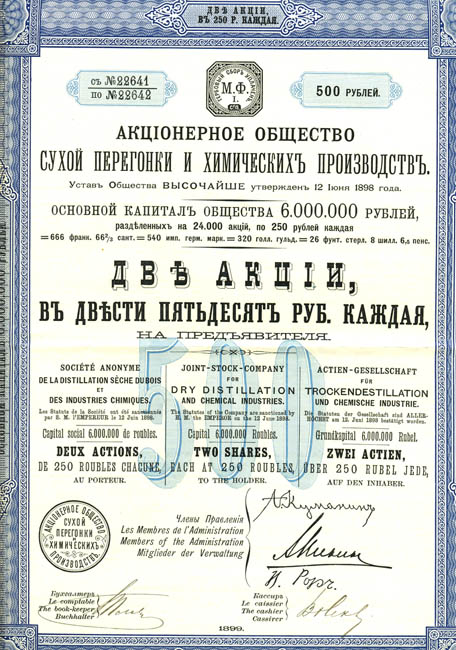 ДВѢ АКЦІИ,
ВЪ 250 Р. КАЖДАЯ.
съ №22641
по №22642
М.Ф.
I.
500 РУБЛЕЙ.
АКЦІОНЕРНОЕ ОБЩЕСТВО
СУХОЙ ПЕРЕГОНКИ И ХИМИЧЕСКИХЪ ПРОИЗВОДСТВЪ.
Уставъ Общества ВЫСОЧАЙШЕ утвержденъ 12 Іюня 1898 года.
ОСНОВНОЙ КАПИТАЛЪ ОБЩЕСТВА 6.000.000 РУБЛЕЙ,
раздѣленныхъ на 24.000 акцій, по 250 рублей каждая
=666 франк. 66⅔ сант.=540 имп. герм. марк.=320 голл. гульд.=26 фунт. стерл. 8 шилл. 6,5 пенс.
ДВѢ АКЦІИ,
ВЪ ДВѢСТИ ПЯТЬДЕСЯТЪ РУБ. КАЖДАЯ,
НА ПРЕДЪЯВИТЕЛЯ.
500
SOCIÉTÉ ANONYME
DE LA DISTILLATION SÈCHE DU BOIS
ET
DES INDUSTRIES CHIMIQUES.
Les Statuts de la Société ont été sanctionnés
par S. M. l'EMPEREUR le 12 Juin 1898.
Capital social 6.000.000 de roubles.
DEUX ACTIONS,
DE 250 ROUBLES CHACUNE,
AU PORTEUR.
JOINT-STOCK-COMPANY
FOR
DRY DISTILLATION
AND CHEMICAL INDUSTRIES.
The Statutes of the Company are sanctioned by
H. M. the EMPEROR on the 12 June 1898.
Capital 6.000.000 of roubles.
TWO SHARES,
EACH AT 250 ROUBLES,
TO THE HOLDER.
ACTIEN-GESELLSCHAFT
FÜR
TROCKENDESTILLATION
UND CHEMISCHE INDUSTRIE.
Die Statuten der Gesellschaft sind ALLER-
HÖCHST am 12. Juni 1898 bestätigt worden.
Grundkapital 6.000.000 Rubel.
ZWEI ACTIEN,
ÜBER 250 RUBEL JEDE,
AUF DEN INHABER.
АКЦІОНЕРНОЕ ОБЩЕСТВО
СУХОЙ
ПЕРЕГОНКИ
И
ХИМИЧЕСКИХЪ
ПРОИЗВОДСТВЪ.
Члены Правленія
Les Membres de l'Administration
Members of the Administration
Mitglieder der Verwaltung
Бухгалтеръ
Le comptable
The book-keeper
Buchhalter
Кассиръ
Le caissier
The cashier
Cassirer
1899.